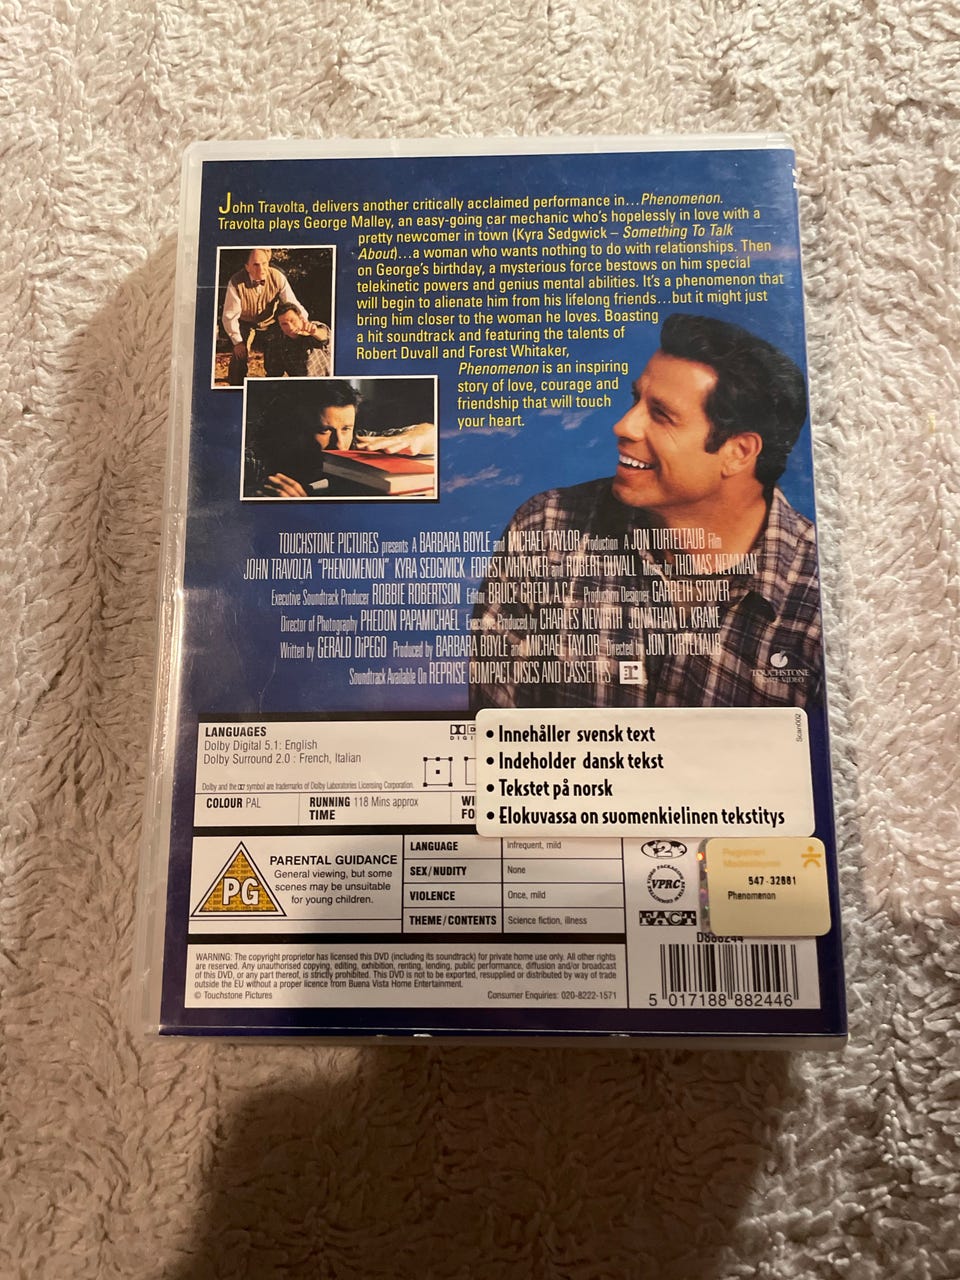 John Travolta, delivers another critically acclaimed performance in...Phenomenon.
Travolta plays George Malley, an easy-going car mechanic who's hopelessly in love with a
pretty newcomer in town (Kyra Sedgwick – Something To Talk
About)...a woman who wants nothing to do with relationships. Then
on George's birthday, a mysterious force bestows on him special
telekinetic powers and genius mental abilities. It's a phenomenon that
will begin to alienate him from his lifelong friends...but it might just
bring him closer to the woman he loves. Boasting
a hit soundtrack and featuring the talents of
Robert Duvall and Forest Whitaker,
Phenomenon is an inspiring
story of love, courage and
friendship that will touch
your heart.
TOUCHSTONE PICTURES presents A BARBARA BOYLE and MICHAEL TAYLOR Production A JON TURTELTAUB Film
JOHN TRAVOLTA "PHENOMENON" KYRA SEDGWICK FOREST WHITAKER and ROBERT DUVALL Music by THOMAS NEWMAN
Executive Soundtrack Producer ROBBIE ROBERTSON Editor BRUCE GREEN, A.C.E. Production Designer GARRETH STOVER
Director of Photography PHEDON PAPAMICHAEL Executive Produced by CHARLES NEWIRTH JONATHAN D. KRANE
Written by GERALD DiPEGO Produced by BARBARA BOYLE and MICHAEL TAYLOR Directed by JON TURTELTAUB
Soundtrack Available On REPRISE COMPACT DISCS AND CASSETTES
TOUCHSTONE
HOME VIDEO
LANGUAGES
Dolby Digital 5.1: English
Dolby Surround 2.0 : French, Italian
Dolby and the symbol are trademarks of Dolby Laboratories Licensing Corporation.
COLOUR PAL
RUNNING 118 Mins approx
TIME
WI
FO
• Innehåller svensk text
• Indeholder dansk tekst
• Tekstet på norsk
• Elokuvassa on suomenkielinen tekstitys
Scan002
PG
PARENTAL GUIDANCE
General viewing, but some
scenes may be unsuitable
for young children.
LANGUAGE Infrequent, mild
SEX/NUDITY None
VIOLENCE Once, mild
THEME/CONTENTS Science fiction, illness
2
VPRC
FACT
547-32881
Phenomenon
D888244
5 017188 882446
WARNING: The copyright proprietor has licensed this DVD (including its soundtrack) for private home use only. All other rights
are reserved. Any unauthorised copying, editing, exhibition, renting, lending, public performance, diffusion and/or broadcast
of this DVD, or any part thereof, is strictly prohibited. This DVD is not to be exported, resupplied or distributed by way of trade
outside the EU without a proper licence from Buena Vista Home Entertainment.
© Touchstone Pictures Consumer Enquiries: 020-8222-1571